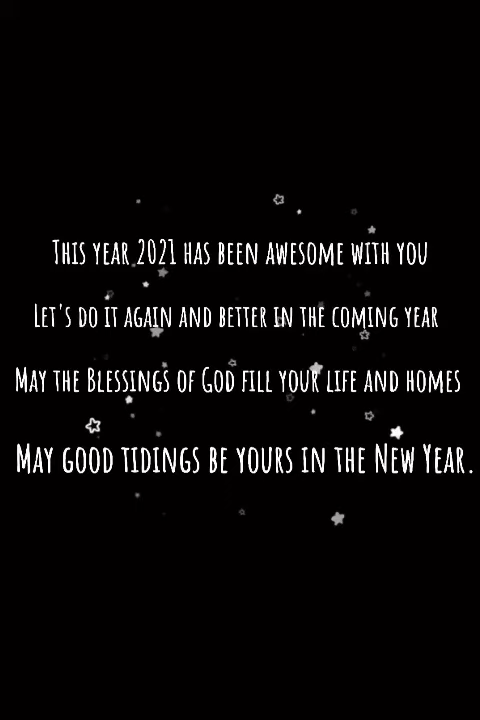 This year 2021 has been awesome with you
Let's do it again and better in the coming year
May the Blessings of God fill your life and homes
May good tidings be yours in the New Year.